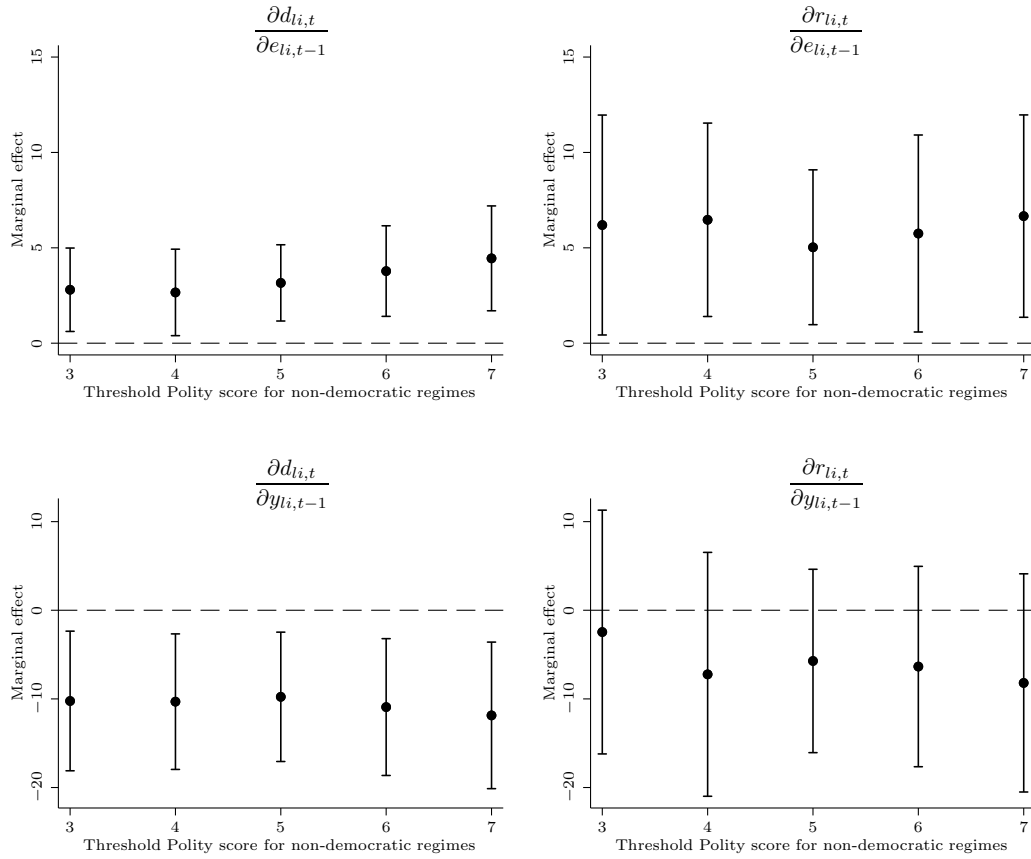 ∂d_{li,t}
∂e_{li,t−1}
15
10
5
0
Marginal effect
3 4 5 6 7
Threshold Polity score for non-democratic regimes
∂r_{li,t}
∂e_{li,t−1}
15
10
5
0
Marginal effect
3 4 5 6 7
Threshold Polity score for non-democratic regimes
∂d_{li,t}
∂y_{li,t−1}
10
0
−10
−20
Marginal effect
3 4 5 6 7
Threshold Polity score for non-democratic regimes
∂r_{li,t}
∂y_{li,t−1}
10
0
−10
−20
Marginal effect
3 4 5 6 7
Threshold Polity score for non-democratic regimes